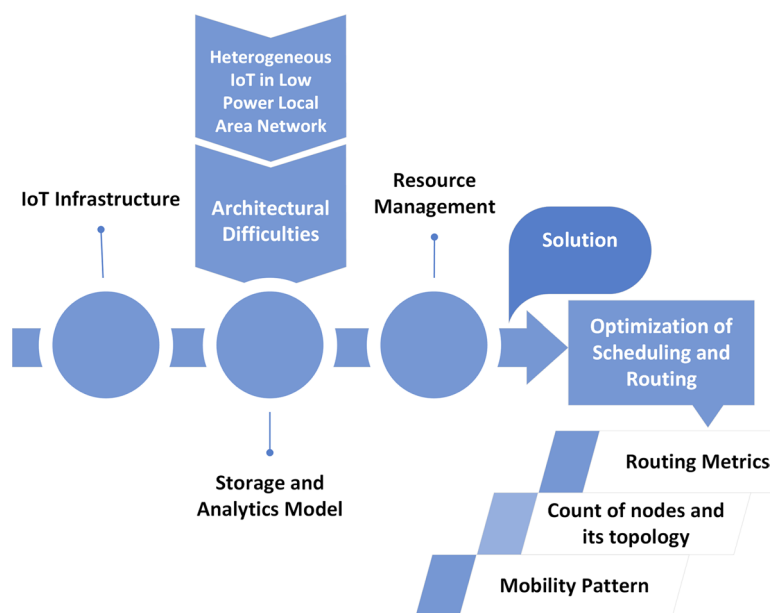 Heterogeneous
IoT in Low
Power Local
Area Network
Architectural
Difficulties
IoT Infrastructure
Resource
Management
Storage and
Analytics Model
Solution
Optimization of
Scheduling and
Routing
Routing Metrics
Count of nodes and
its topology
Mobility Pattern